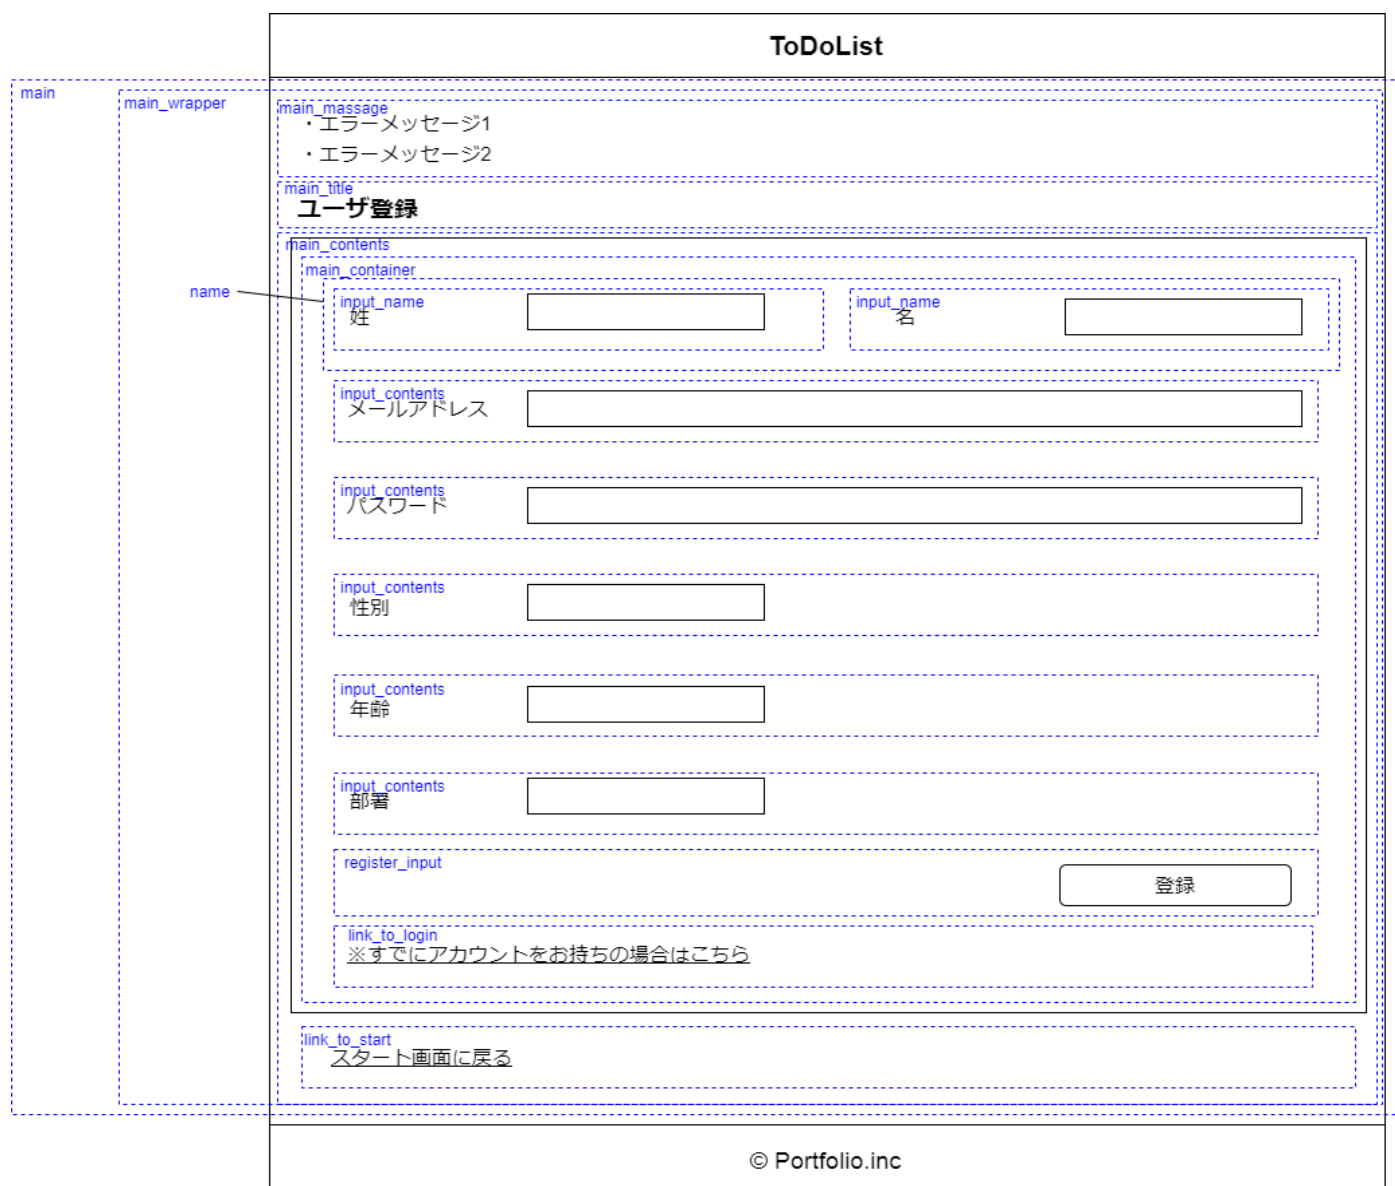 ToDoList
main
main_wrapper
main_massage
・エラーメッセージ1
・エラーメッセージ2
main_title
ユーザ登録
main_contents
main_container
name
input_name
姓
input_name
名
input_contents
メールアドレス
input_contents
パスワード
input_contents
性別
input_contents
年齢
input_contents
部署
register_input
登録
link_to_login
※すでにアカウントをお持ちの場合はこちら
link_to_start
スタート画面に戻る
© Portfolio.inc